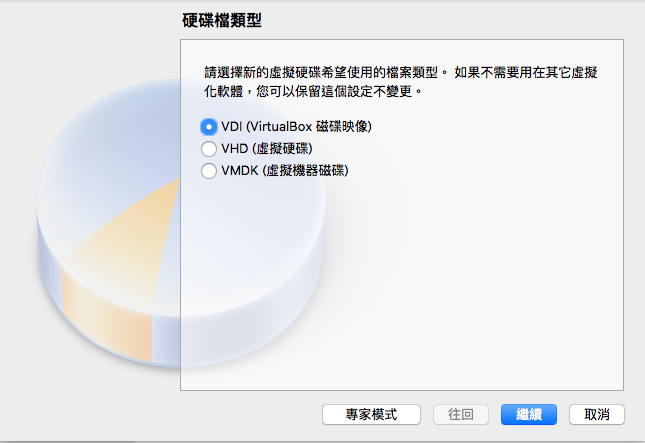 硬碟檔類型
請選擇新的虛擬硬碟希望使用的檔案類型。 如果不需要用在其它虛擬
化軟體，您可以保留這個設定不變更。
VDI (VirtualBox 磁碟映像)
VHD (虛擬硬碟)
VMDK (虛擬機器磁碟)
專家模式 往回 繼續 取消